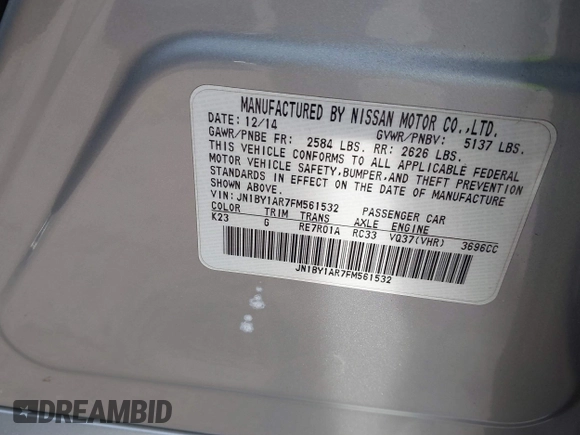 MANUFACTURED BY NISSAN MOTOR CO.,LTD.
DATE: 12/14 GVWR/PNBV: 5137 LBS.
GAWR/PNBE FR: 2584 LBS. RR: 2626 LBS.
THIS VEHICLE CONFORMS TO ALL APPLICABLE FEDERAL
MOTOR VEHICLE SAFETY,BUMPER,AND THEFT PREVENTION
STANDARDS IN EFFECT ON THE DATE OF MANUFACTURE
SHOWN ABOVE.
VIN: JN1BY1AR7FM561532 PASSENGER CAR
COLOR TRIM TRANS AXLE ENGINE
K23 G RE7R01A RC33 VQ37(VHR) 3696CC
JN1BY1AR7FM561532
DREAMBID